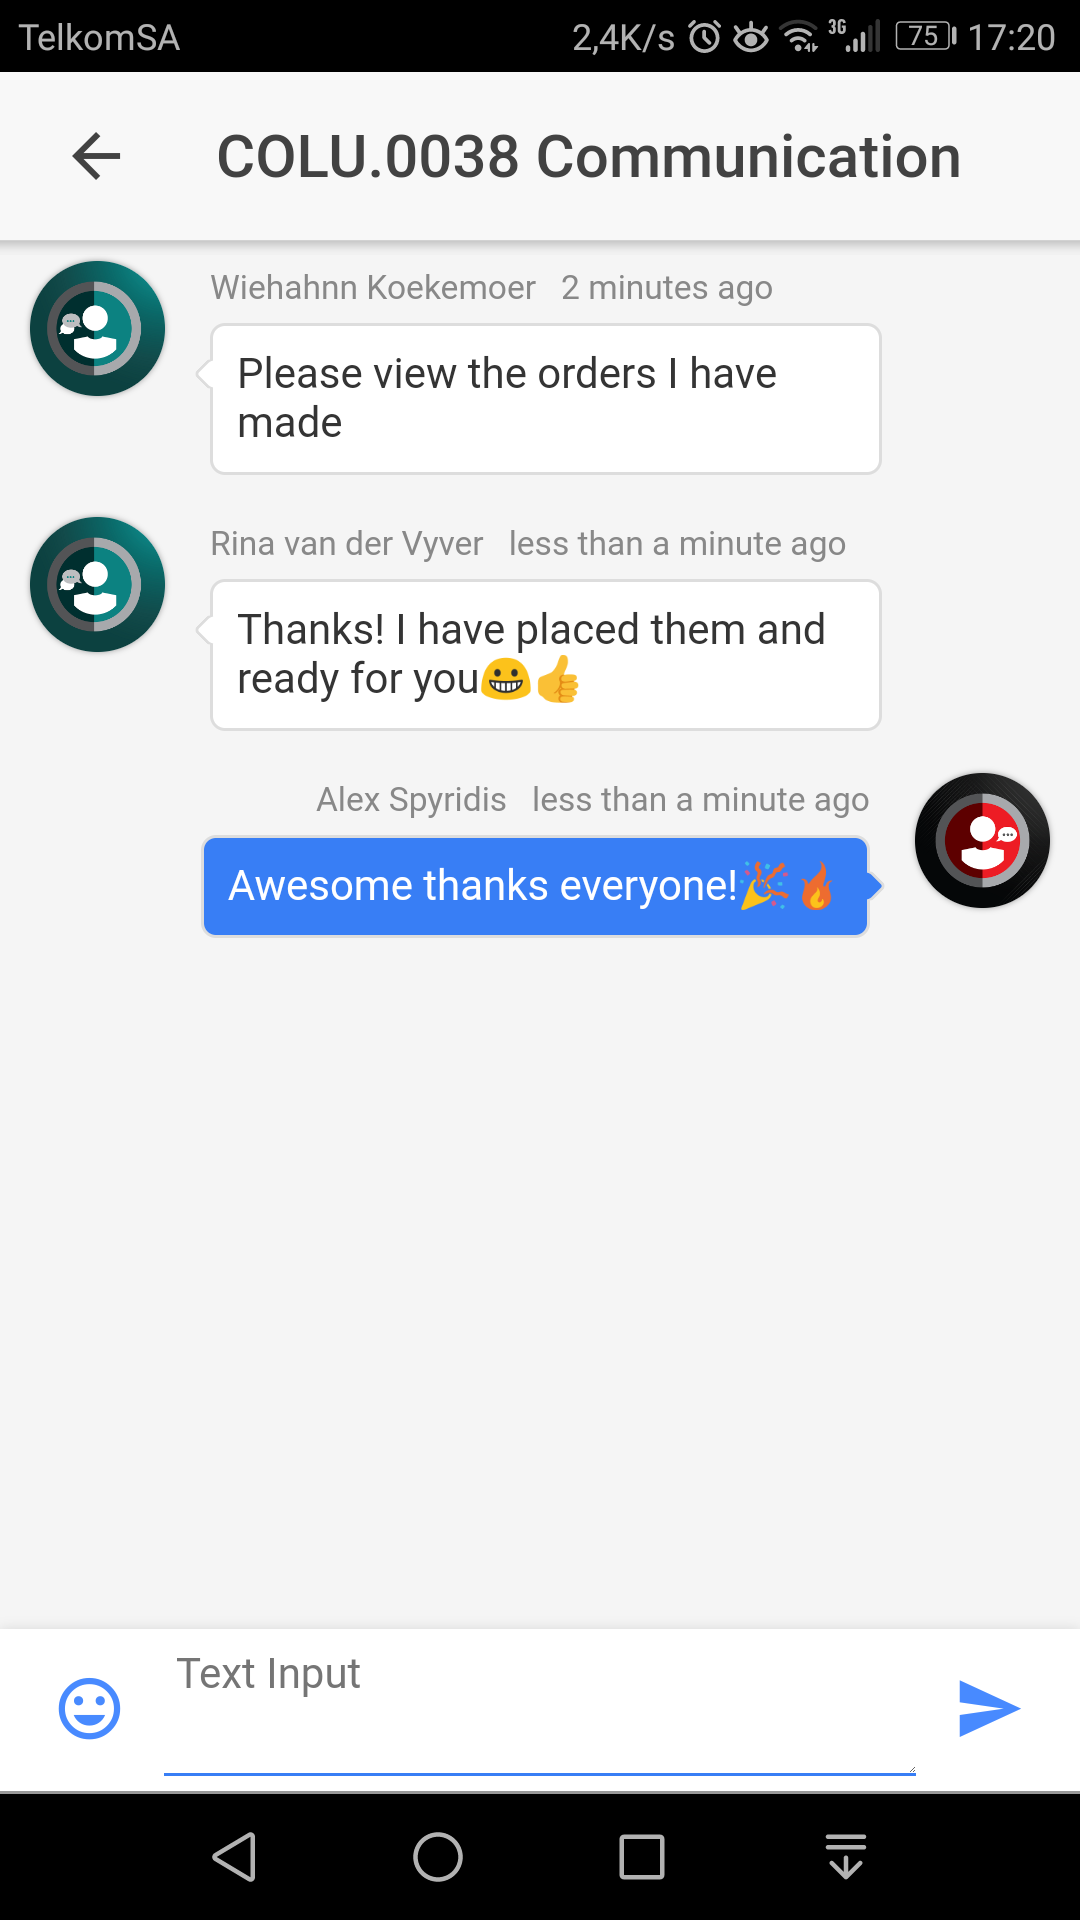 TelkomSA 2,4K/s 3G 75 17:20
COLU.0038 Communication
Wiehahnn Koekemoer 2 minutes ago
Please view the orders I have
made
Rina van der Vyver less than a minute ago
Thanks! I have placed them and
ready for you😀👍
Alex Spyridis less than a minute ago
Awesome thanks everyone!🎉🔥
Text Input